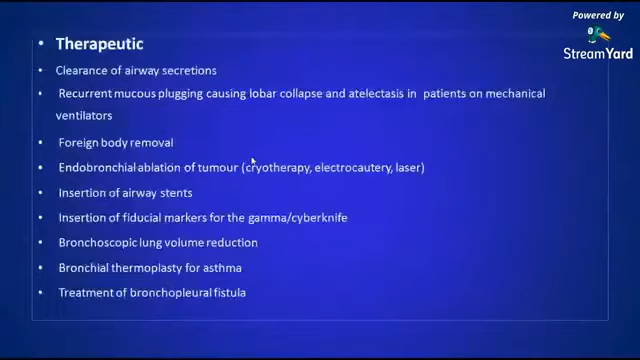 Powered by
StreamYard
• Therapeutic
• Clearance of airway secretions
• Recurrent mucous plugging causing lobar collapse and atelectasis in patients on mechanical
ventilators
• Foreign body removal
• Endobronchial ablation of tumour (cryotherapy, electrocautery, laser)
• Insertion of airway stents
• Insertion of fiducial markers for the gamma/cyberknife
• Bronchoscopic lung volume reduction
• Bronchial thermoplasty for asthma
• Treatment of bronchopleural fistula